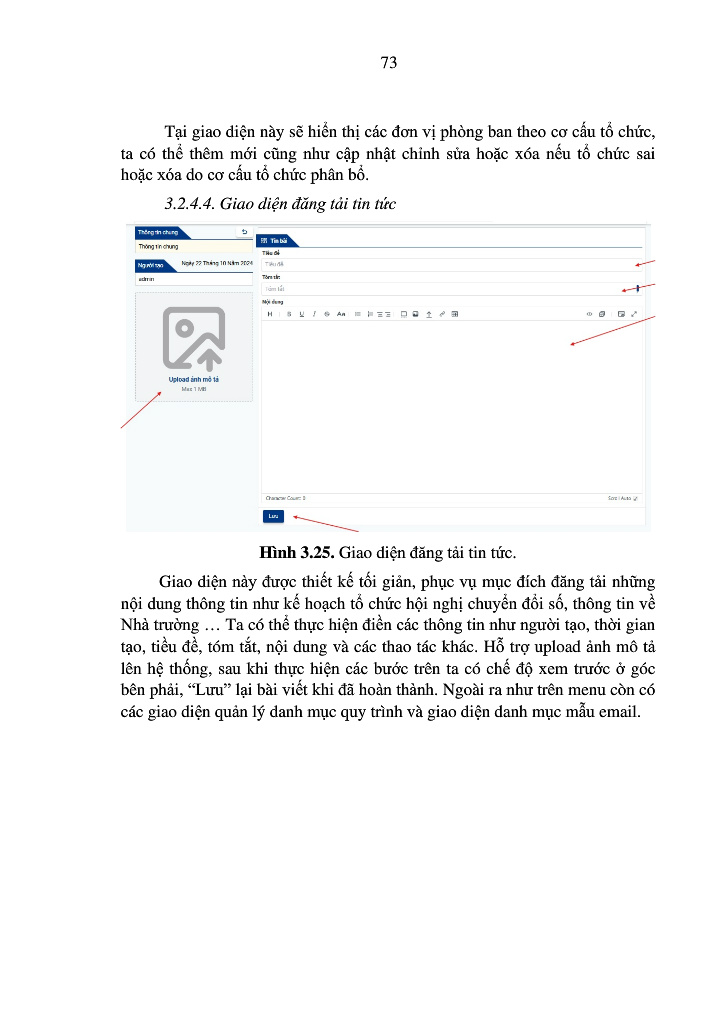 73
Tại giao diện này sẽ hiển thị các đơn vị phòng ban theo cơ cấu tổ chức,
ta có thể thêm mới cũng như cập nhật chỉnh sửa hoặc xóa nếu tổ chức sai
hoặc xóa do cơ cấu tổ chức phân bổ.
3.2.4.4. Giao diện đăng tải tin tức
Thông tin chung
Thông tin chung
Người tạo
Ngày 22 Tháng 10 Năm 2024
admin
Upload ảnh mô tả
Max 1 MB
Tin bài
Tiêu đề
Tiêu đề
Tóm tắt
Tóm tắt
Nội dung
H S U I S Aa
Character Count: 0
Scroll Auto
Lưu
Hình 3.25. Giao diện đăng tải tin tức.
Giao diện này được thiết kế tối giản, phục vụ mục đích đăng tải những
nội dung thông tin như kế hoạch tổ chức hội nghị chuyển đổi số, thông tin về
Nhà trường … Ta có thể thực hiện điền các thông tin như người tạo, thời gian
tạo, tiều đề, tóm tắt, nội dung và các thao tác khác. Hỗ trợ upload ảnh mô tả
lên hệ thống, sau khi thực hiện các bước trên ta có chế độ xem trước ở góc
bên phải, “Lưu” lại bài viết khi đã hoàn thành. Ngoài ra như trên menu còn có
các giao diện quản lý danh mục quy trình và giao diện danh mục mẫu email.